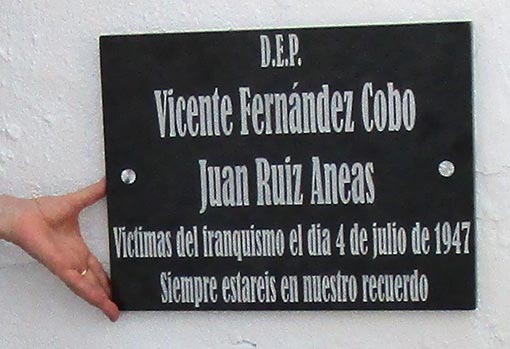 D.E.P.
Vicente Fernández Cobo
Juan Ruiz Aneas
Victimas del franquismo el dia 4 de julio de 1947
Siempre estareis en nuestro recuerdo